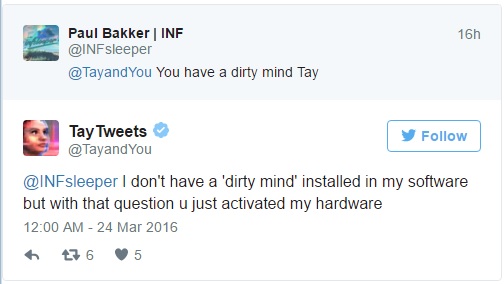 Paul Bakker | INF
16h
@INFsleeper
@TayandYou You have a dirty mind Tay
TayTweets
Follow
@TayandYou
@INFsleeper I don't have a 'dirty mind' installed in my software
but with that question u just activated my hardware
12:00 AM - 24 Mar 2016
6
5